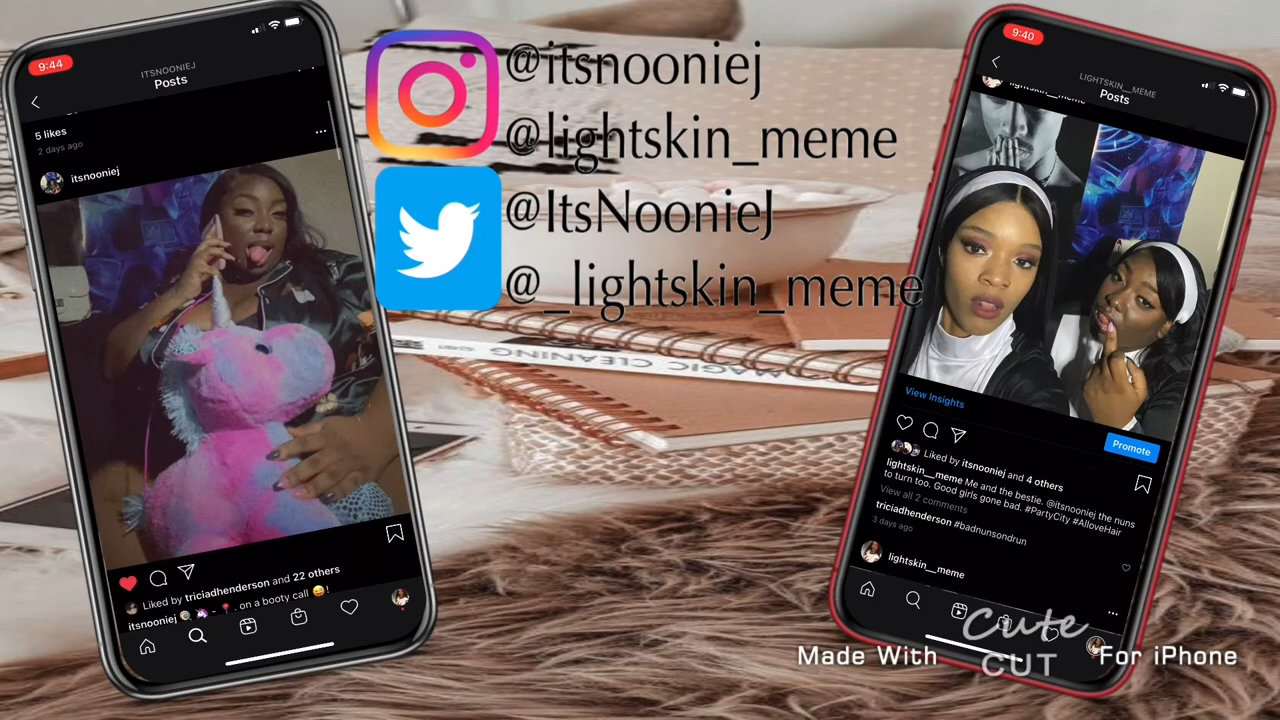 9:44
ITSNOONIEJ
Posts
5 likes
2 days ago
itsnooniej
Liked by triciadhenderson and 22 others
itsnooniej
on a booty call
!
@itsnooniej
@lightskin_meme
@ItsNoonieJ
@_lightskin_meme
MAGIC CLEANING
9:40
LIGHTSKIN__MEME
Posts
lightskin__meme
View Insights
Promote
Liked by itsnooniej and 4 others
lightskin__meme Me and the bestie. @itsnooniej the nuns
to turn too. Good girls gone bad. #PartyCity #AlloveHair
View all 2 comments
triciadhenderson #badnunsondrun
3 days ago
lightskin__meme
Made With Cute CUT For iPhone